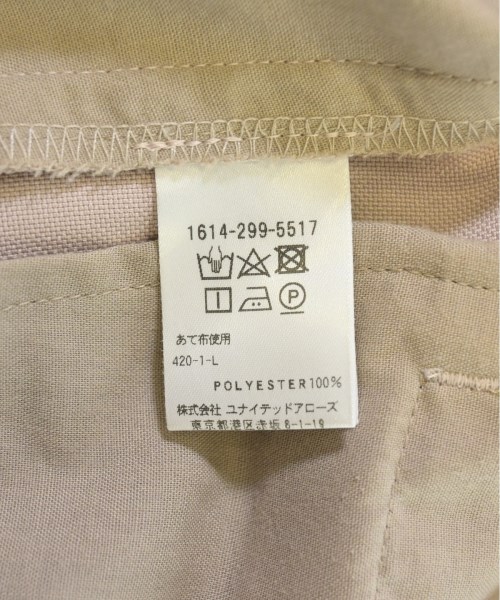 1614-299-5517
あて布使用
420-1-L
POLYESTER100%
株式会社 ユナイテッドアローズ
東京都港区赤坂8-1-19